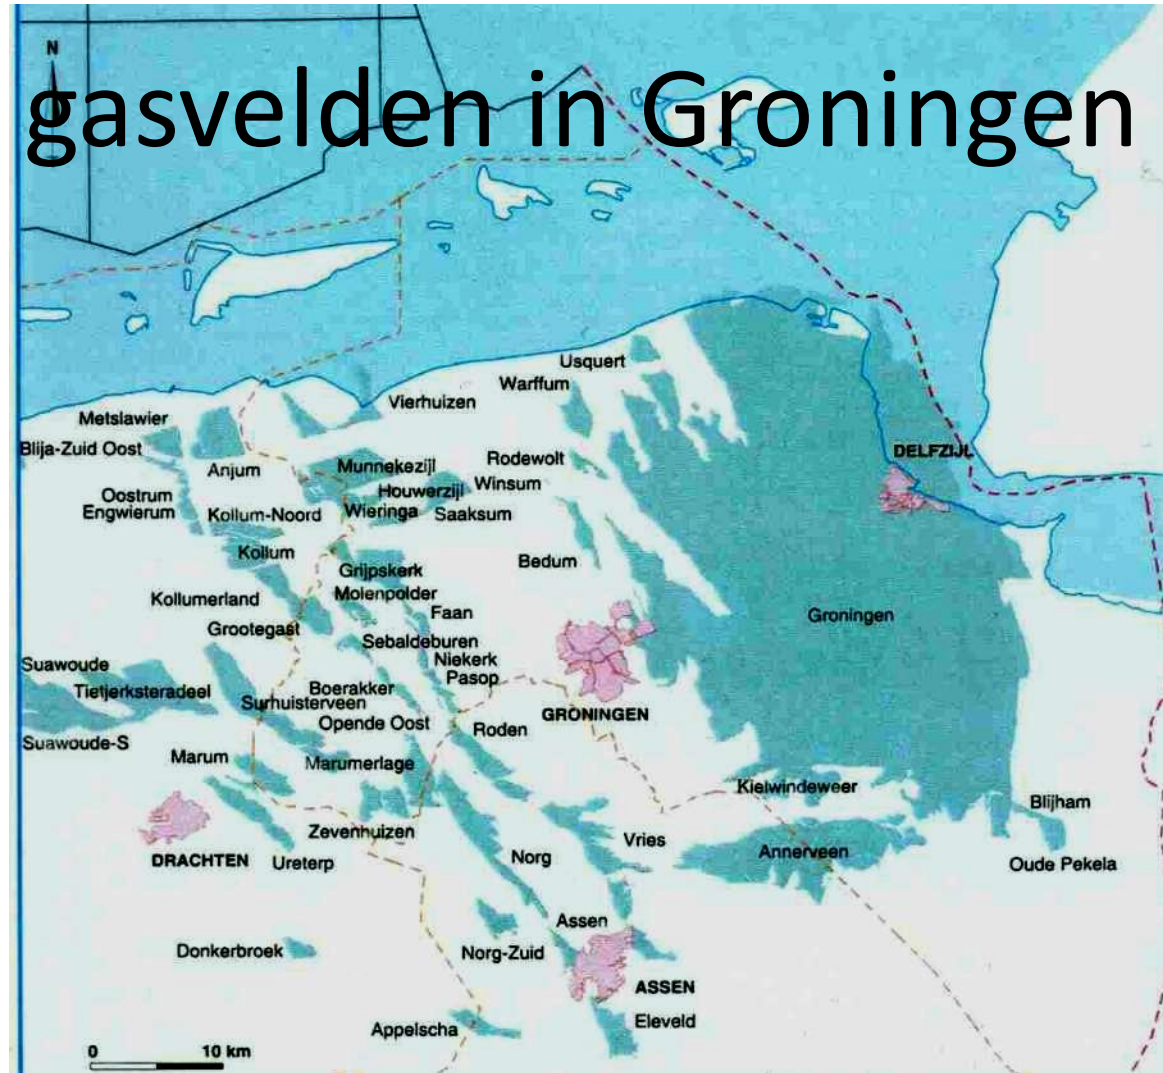 N
gasvelden in Groningen
Usquert
Warffum
Vierhuizen
Metslawier
Blija-Zuid Oost
DELFZIJL
Anjum
Munnekezijl
Rodewolt
Houwerzijl
Winsum
Oostrum
Engwierum
Kollum-Noord
Wieringa
Saaksum
Kollum
Bedum
Grijpskerk
Molenpolder
Kollumerland
Faan
Groningen
Grootegast
Sebaldeburen
Suawoude
Niekerk
Pasop
Tietjerksteradeel
Boerakker
Surhuisterveen
GRONINGEN
Opende Oost
Roden
Suawoude-S
Marum
Marumerlage
Kielwindeweer
Blijham
Zevenhuizen
Vries
DRACHTEN
Ureterp
Norg
Annerveen
Oude Pekela
Assen
Donkerbroek
Norg-Zuid
ASSEN
Eleveld
Appelscha
0 10 km